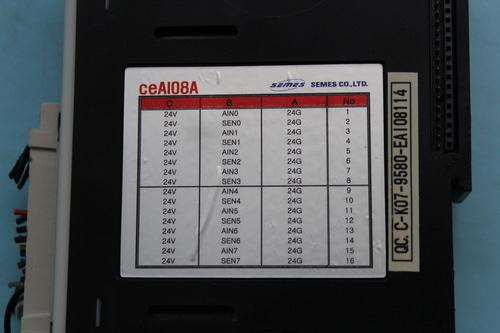 ceAI08A SEMES SEMES CO.,LTD.
C B A No
24V AIN0 24G 1
24V SEN0 24G 2
24V AIN1 24G 3
24V SEN1 24G 4
24V AIN2 24G 5
24V SEN2 24G 6
24V AIN3 24G 7
24V SEN3 24G 8
24V AIN4 24G 9
24V SEN4 24G 10
24V AIN5 24G 11
24V SEN5 24G 12
24V AIN6 24G 13
24V SEN6 24G 14
24V AIN7 24G 15
24V SEN7 24G 16
QC. C-K07-9580-EAI08114